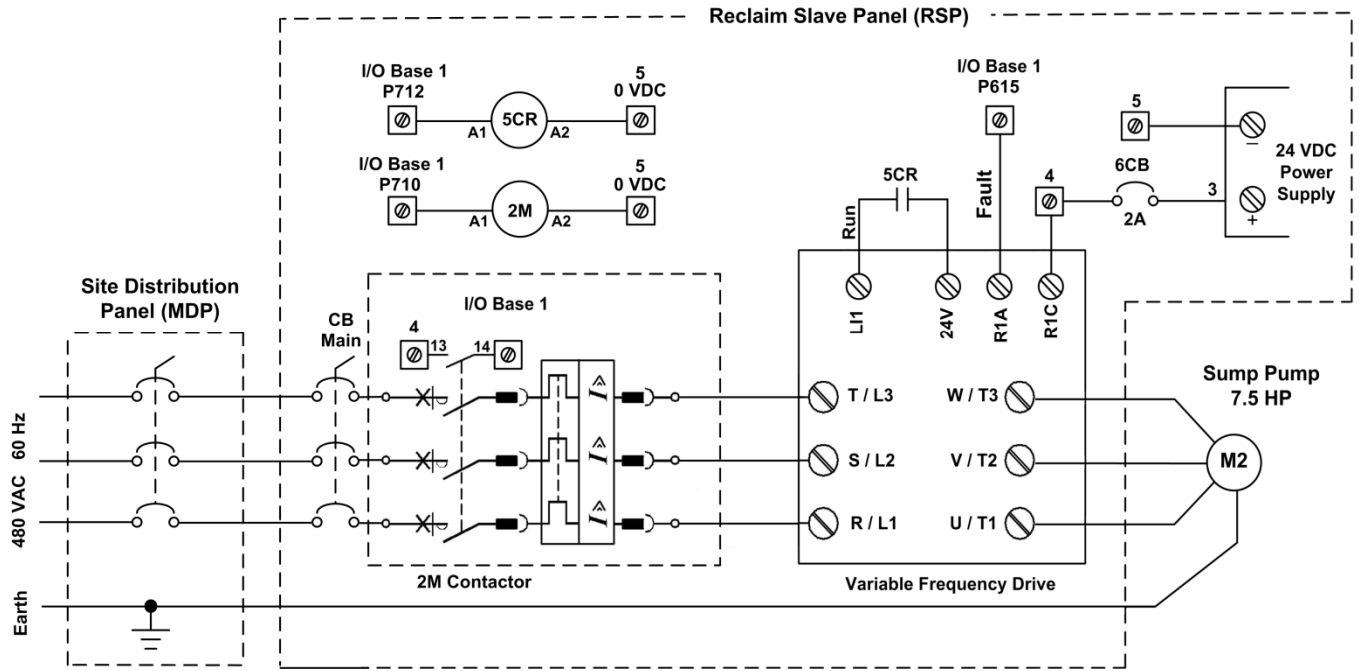 Reclaim Slave Panel (RSP)
I/O Base 1
P712
5
0 VDC
5CR
A1
A2
I/O Base 1
P710
5
0 VDC
2M
A1
A2
I/O Base 1
P615
5
24 VDC
Power
Supply
−
+
6CB
2A
3
4
5CR
Run
Fault
LI1
24V
R1A
R1C
Site Distribution
Panel (MDP)
CB
Main
I/O Base 1
4
13
14
I>
I>
I>
T / L3
S / L2
R / L1
W / T3
V / T2
U / T1
Sump Pump
7.5 HP
M2
480 VAC 60 Hz
Earth
2M Contactor
Variable Frequency Drive